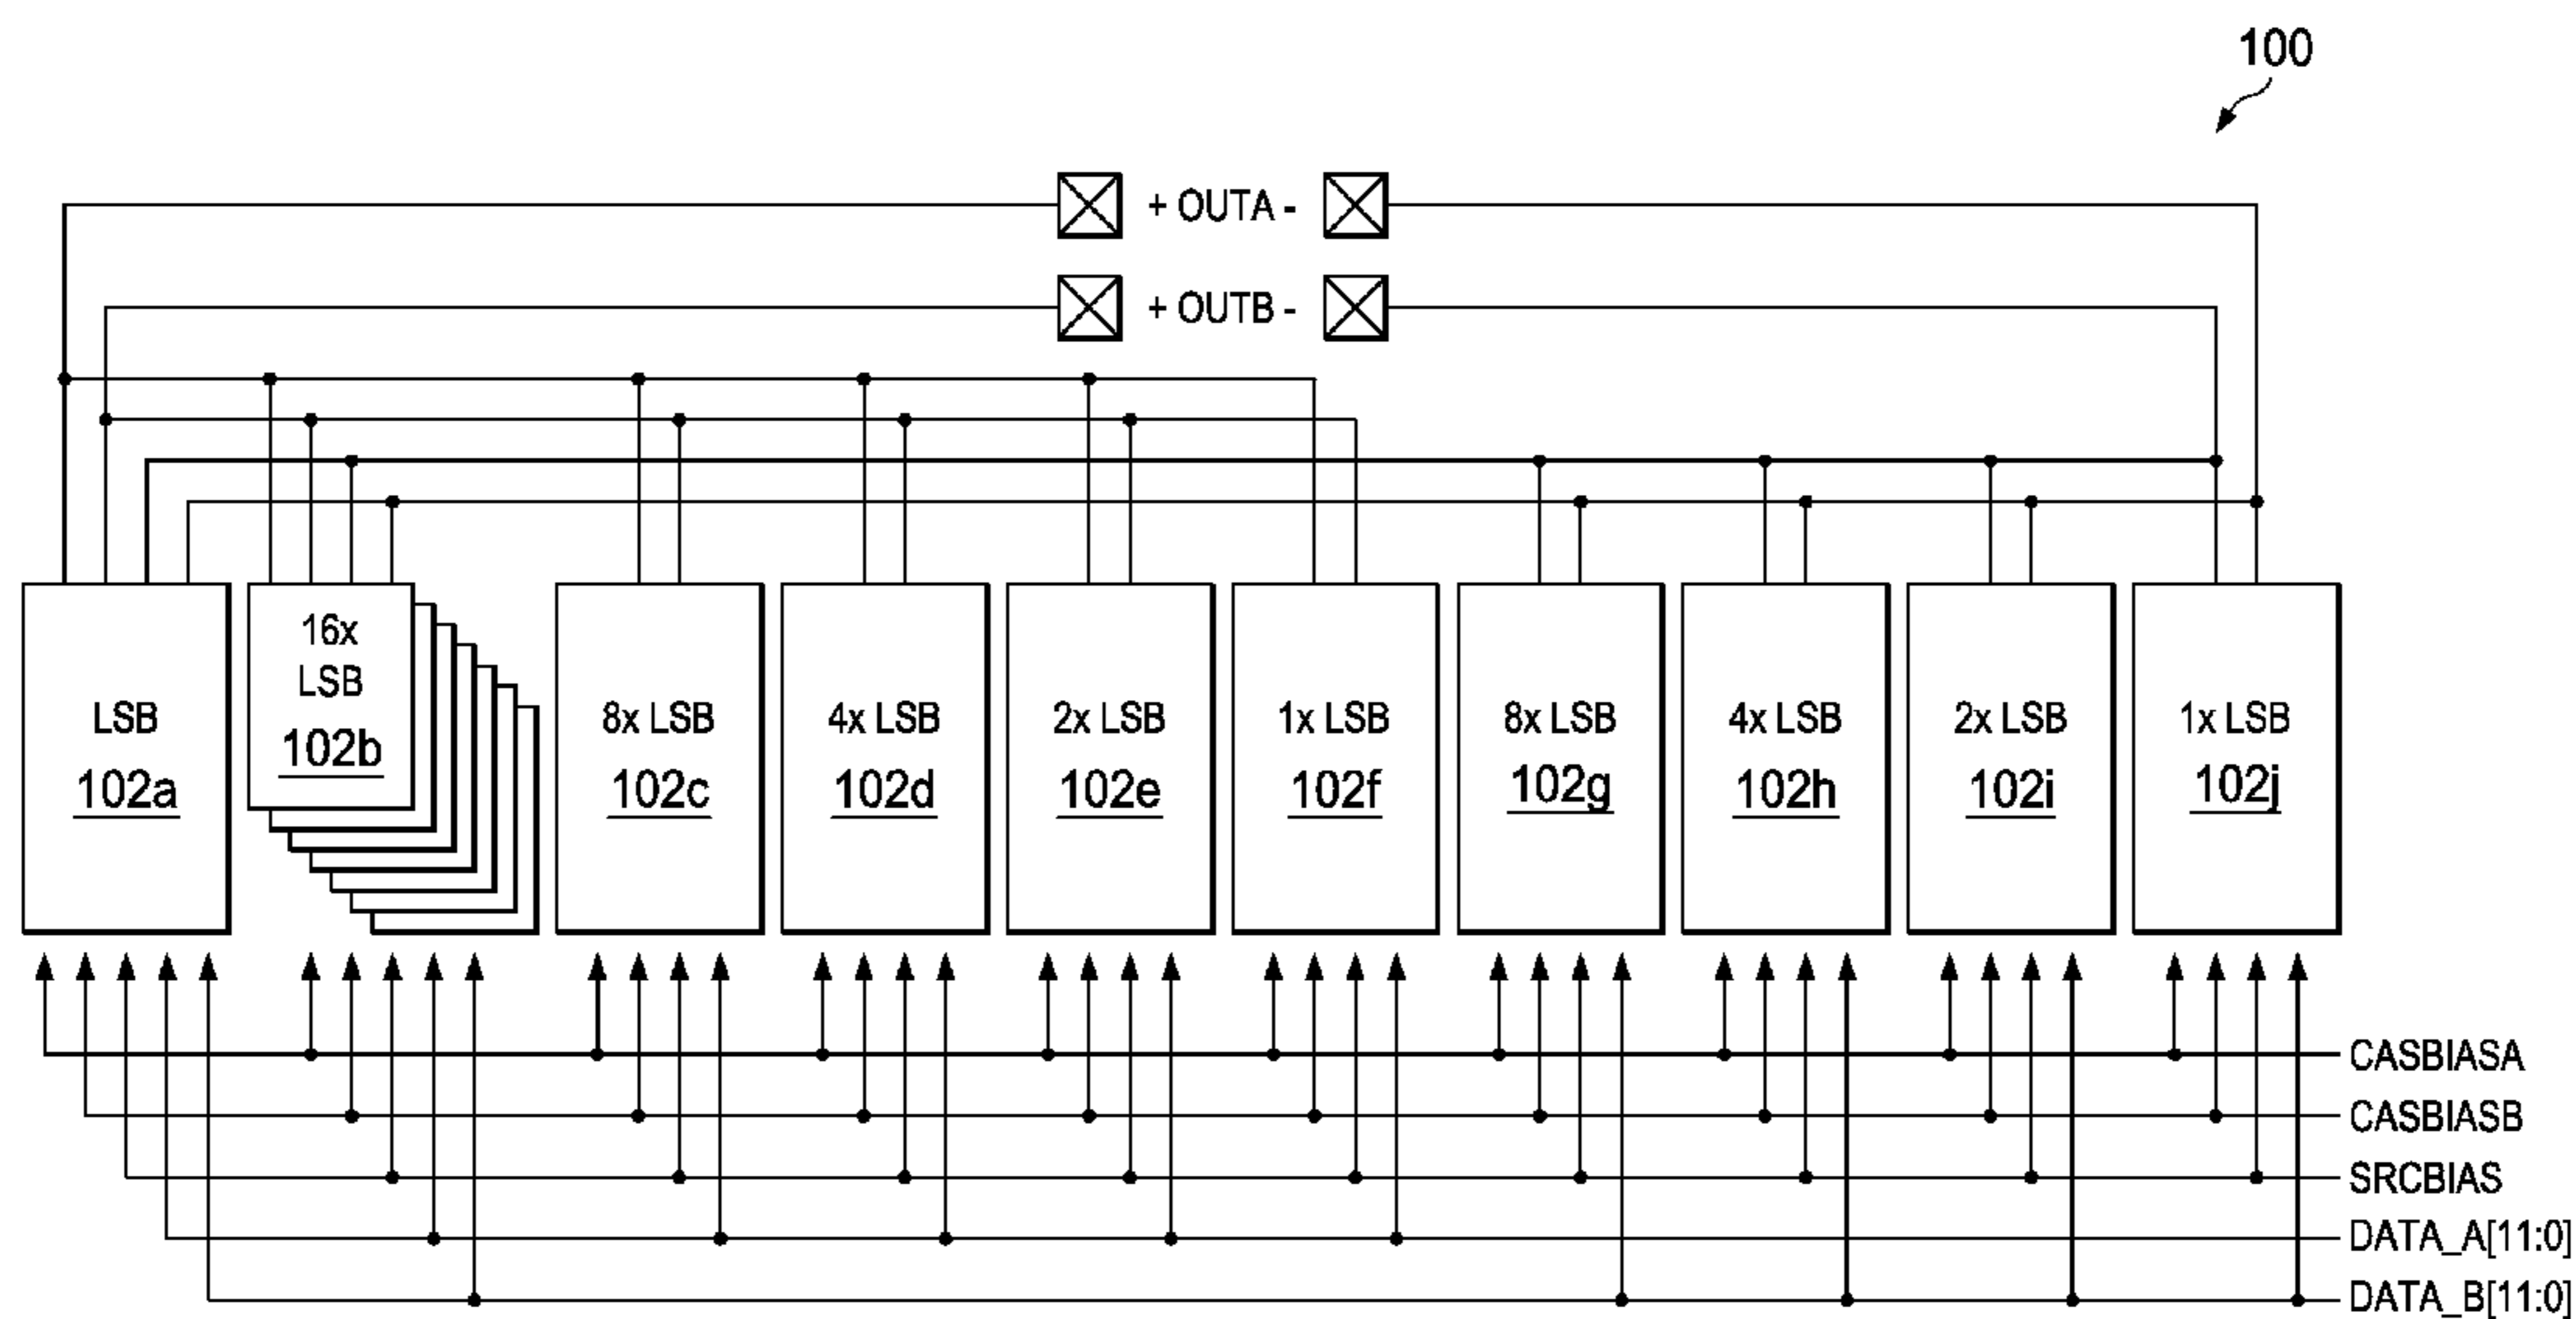 100
+ OUTA -
+ OUTB -
LSB
102a
16x
LSB
102b
8x LSB
102c
4x LSB
102d
2x LSB
102e
1x LSB
102f
8x LSB
102g
4x LSB
102h
2x LSB
102i
1x LSB
102j
CASBIASA
CASBIASB
SRCBIAS
DATA_A[11:0]
DATA_B[11:0]